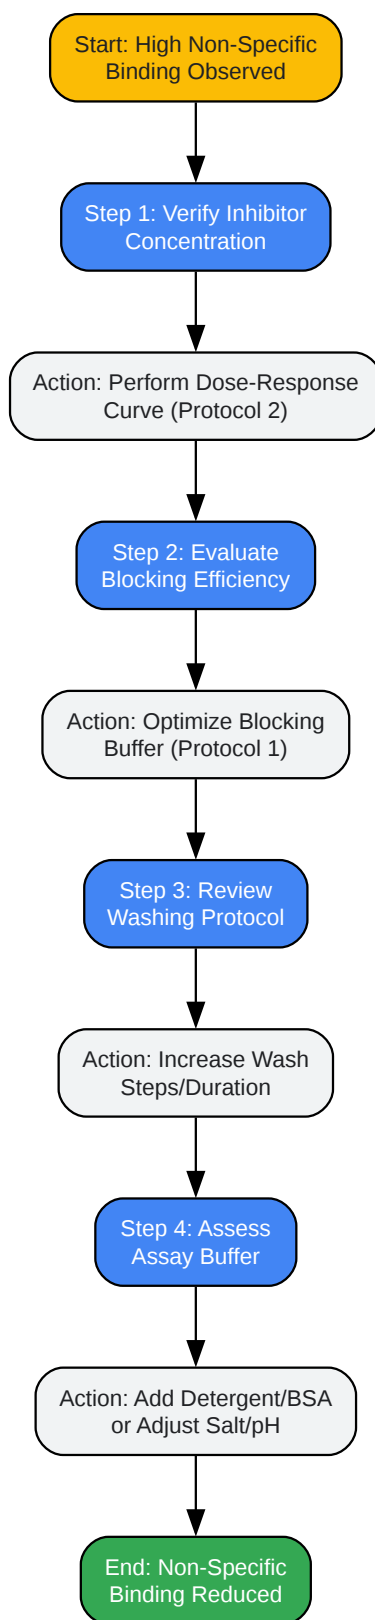 Start: High Non-Specific
Binding Observed
Step 1: Verify Inhibitor
Concentration
Action: Perform Dose-Response
Curve (Protocol 2)
Step 2: Evaluate
Blocking Efficiency
Action: Optimize Blocking
Buffer (Protocol 1)
Step 3: Review
Washing Protocol
Action: Increase Wash
Steps/Duration
Step 4: Assess
Assay Buffer
Action: Add Detergent/BSA
or Adjust Salt/pH
End: Non-Specific
Binding Reduced